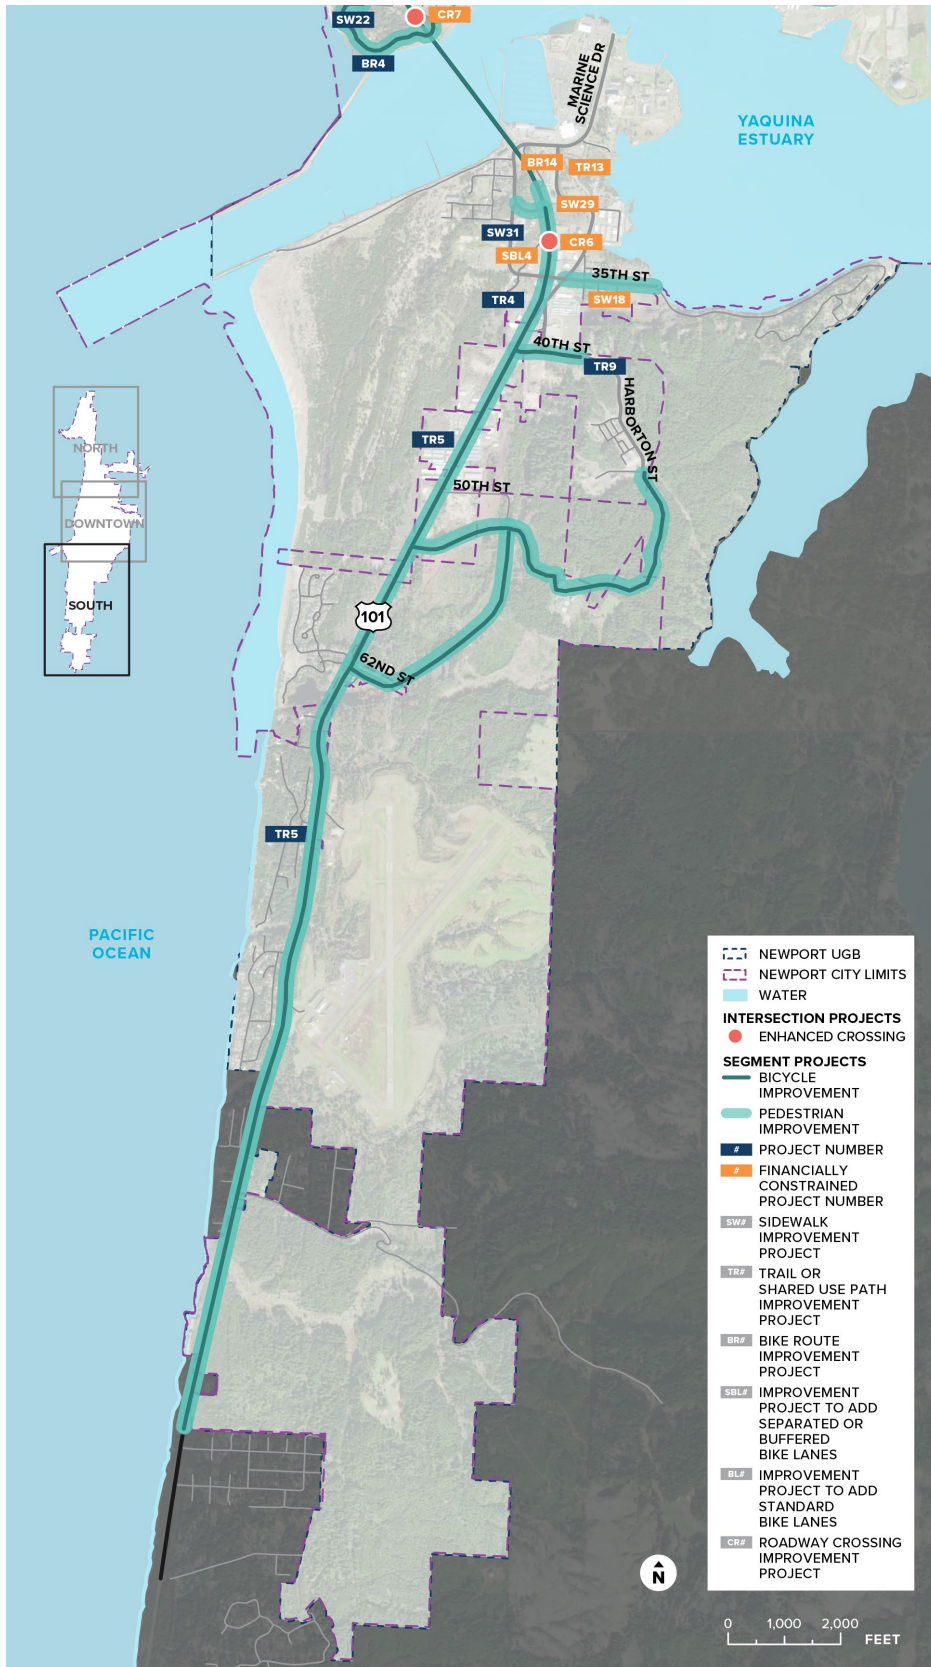 SW22
CR7
BR4
MARINE
SCIENCE DR
YAQUINA
ESTUARY
BR14
TR13
SW29
SW31
CR6
SBL4
35TH ST
TR4
SW18
40TH ST
TR9
HARBORTON ST
TR5
50TH ST
NORTH
DOWNTOWN
SOUTH
101
62ND ST
TR5
PACIFIC
OCEAN
NEWPORT UGB
NEWPORT CITY LIMITS
WATER
INTERSECTION PROJECTS
ENHANCED CROSSING
SEGMENT PROJECTS
BICYCLE
IMPROVEMENT
PEDESTRIAN
IMPROVEMENT
# PROJECT NUMBER
# FINANCIALLY
CONSTRAINED
PROJECT NUMBER
SW# SIDEWALK
IMPROVEMENT
PROJECT
TR# TRAIL OR
SHARED USE PATH
IMPROVEMENT
PROJECT
BR# BIKE ROUTE
IMPROVEMENT
PROJECT
SBL# IMPROVEMENT
PROJECT TO ADD
SEPARATED OR
BUFFERED
BIKE LANES
BL# IMPROVEMENT
PROJECT TO ADD
STANDARD
BIKE LANES
CR# ROADWAY CROSSING
IMPROVEMENT
PROJECT
N
0 1,000 2,000
FEET